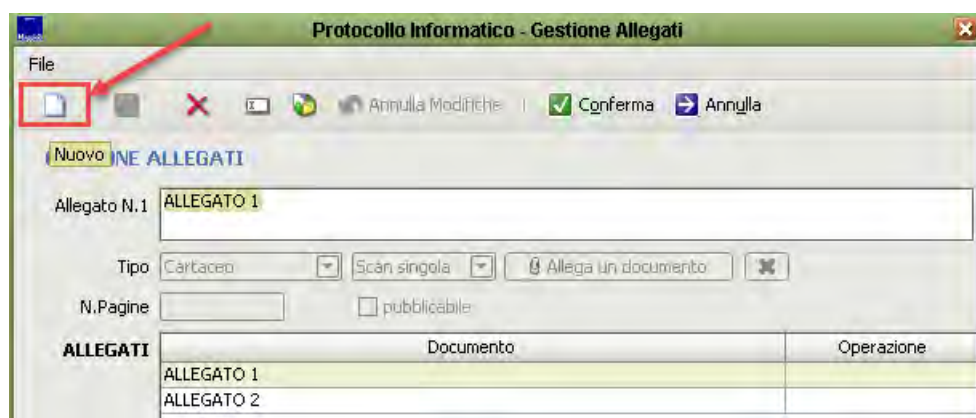 Protocollo Informatico - Gestione Allegati
File
Annulla Modifiche Conferma Annulla
Nuovo NE ALLEGATI
Allegato N.1 ALLEGATO 1
Tipo Cartaceo Scan singola Allega un documento
N.Pagine pubblicabile
ALLEGATI Documento Operazione
ALLEGATO 1
ALLEGATO 2